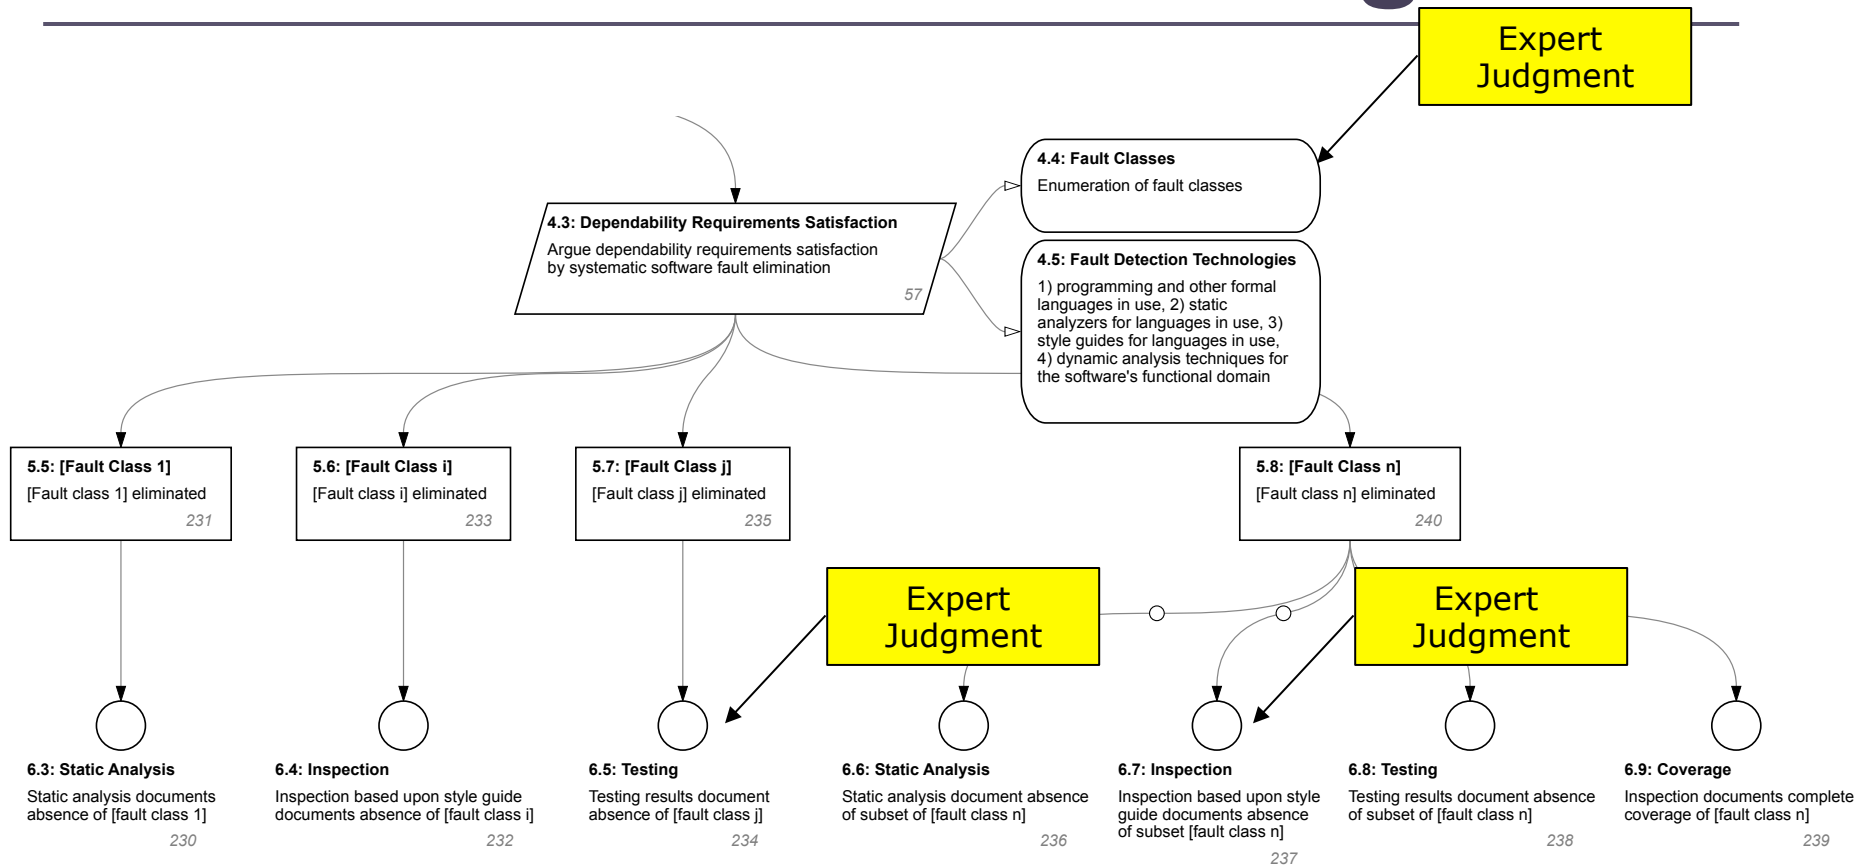 Expert
Judgment
4.4: Fault Classes
Enumeration of fault classes
4.3: Dependability Requirements Satisfaction
Argue dependability requirements satisfaction
by systematic software fault elimination
57
4.5: Fault Detection Technologies
1) programming and other formal
languages in use, 2) static
analyzers for languages in use, 3)
style guides for languages in use,
4) dynamic analysis techniques for
the software's functional domain
5.5: [Fault Class 1]
[Fault class 1] eliminated
231
5.6: [Fault Class i]
[Fault class i] eliminated
233
5.7: [Fault Class j]
[Fault class j] eliminated
235
5.8: [Fault Class n]
[Fault class n] eliminated
240
Expert
Judgment
Expert
Judgment
6.3: Static Analysis
Static analysis documents
absence of [fault class 1]
230
6.4: Inspection
Inspection based upon style guide
documents absence of [fault class i]
232
6.5: Testing
Testing results document
absence of [fault class j]
234
6.6: Static Analysis
Static analysis document absence
of subset of [fault class n]
236
6.7: Inspection
Inspection based upon style
guide documents absence
of subset [fault class n]
237
6.8: Testing
Testing results document absence
of subset of [fault class n]
238
6.9: Coverage
Inspection documents complete
coverage of [fault class n]
239